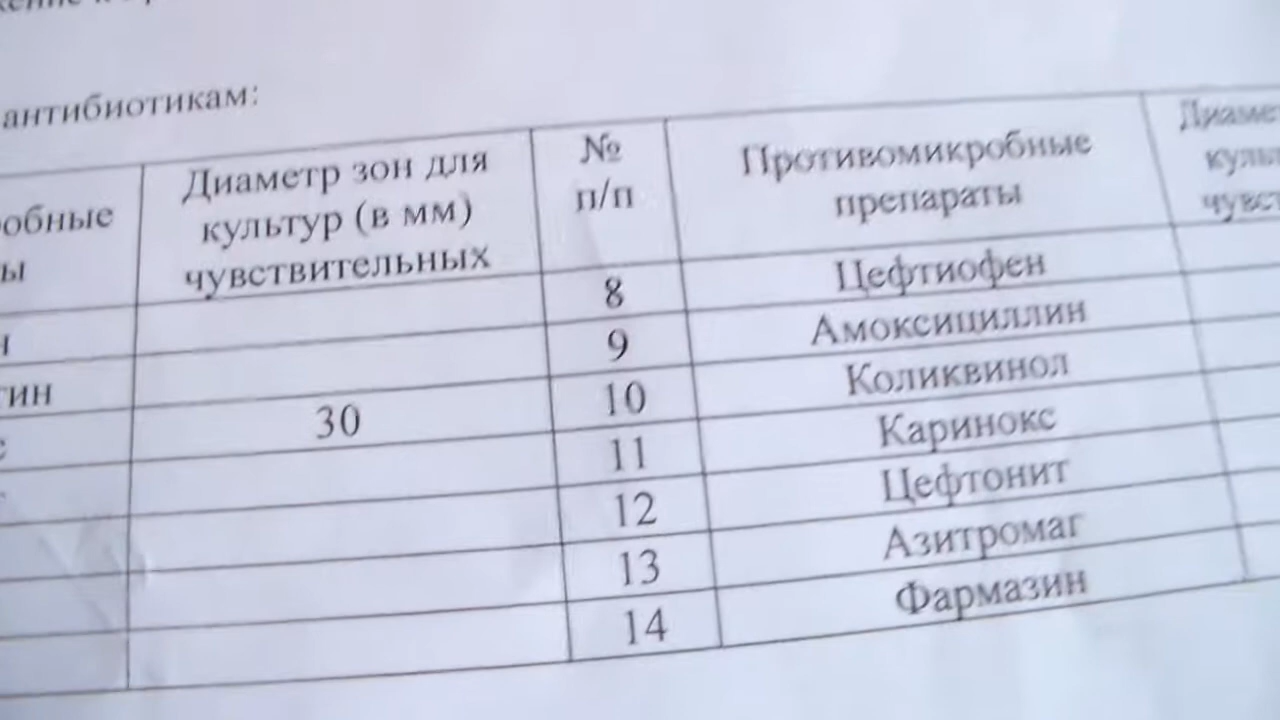 антибиотикам:
Диаметр зон для
культур (в мм)
чувствительных
№
п/п
Противомикробные
препараты
8
Цефтиофен
9
Амоксициллин
30
10
Коликвинол
11
Каринокс
12
Цефтонит
13
Азитромаг
14
Фармазин